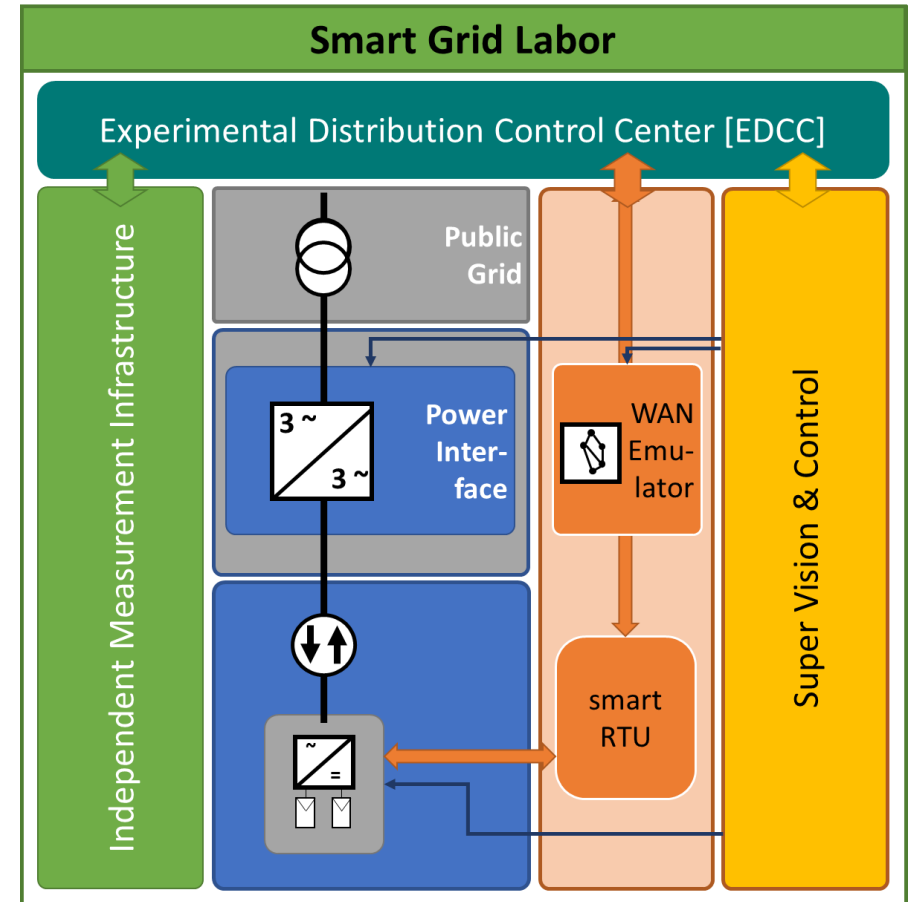 Smart Grid Labor
Experimental Distribution Control Center [EDCC]
Independent Measurement Infrastructure
Public
Grid
3 ~
3 ~
Power
Inter-
face
WAN
Emu-
lator
smart
RTU
~
=
Super Vision & Control